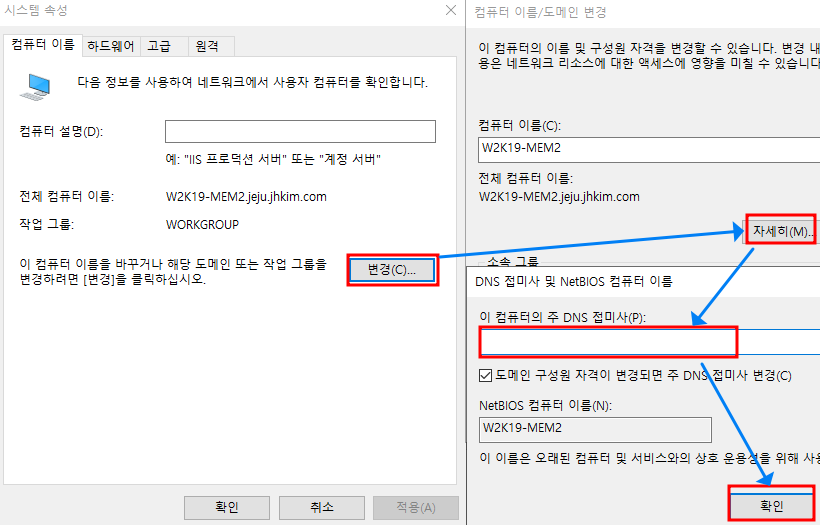 시스템 속성
컴퓨터 이름
하드웨어
고급
원격
다음 정보를 사용하여 네트워크에서 사용자 컴퓨터를 확인합니다.
컴퓨터 설명(D):
예: "IIS 프로덕션 서버" 또는 "계정 서버"
전체 컴퓨터 이름:
W2K19-MEM2.jeju.jhkim.com
작업 그룹:
WORKGROUP
이 컴퓨터 이름을 바꾸거나 해당 도메인 또는 작업 그룹을
변경하려면 [변경]을 클릭하십시오.
변경(C)...
확인
취소
적용(A)
컴퓨터 이름/도메인 변경
이 컴퓨터의 이름 및 구성원 자격을 변경할 수 있습니다. 변경 내
용은 네트워크 리소스에 대한 액세스에 영향을 미칠 수 있습니다
컴퓨터 이름(C):
W2K19-MEM2
전체 컴퓨터 이름:
W2K19-MEM2.jeju.jhkim.com
자세히(M)..
소속 그룹
DNS 접미사 및 NetBIOS 컴퓨터 이름
이 컴퓨터의 주 DNS 접미사(P):
도메인 구성원 자격이 변경되면 주 DNS 접미사 변경(C)
NetBIOS 컴퓨터 이름(N):
W2K19-MEM2
이 이름은 오래된 컴퓨터 및 서비스와의 상호 운용성을 위해 사용
확인